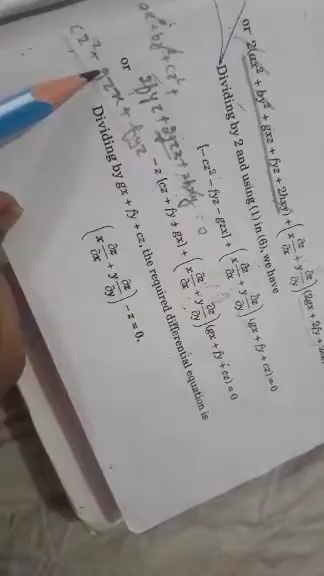 or 2(ax² + by² + gxz + fyz + 2hxy) + (x ∂z/∂x + y ∂z/∂y)(2gx + 2fy + 2
Dividing by 2 and using (1) in (6), we have
[- cz² - fyz - gzx] + (x ∂z/∂x + y ∂z/∂y)(gx + fy + cz) = 0
or
- z [cz + fy + gx] + (x ∂z/∂x + y ∂z/∂y)(gx + fy + cz) = 0
Dividing by gx + fy + cz, the required differential equation is
(x ∂z/∂x + y ∂z/∂y) - z = 0.